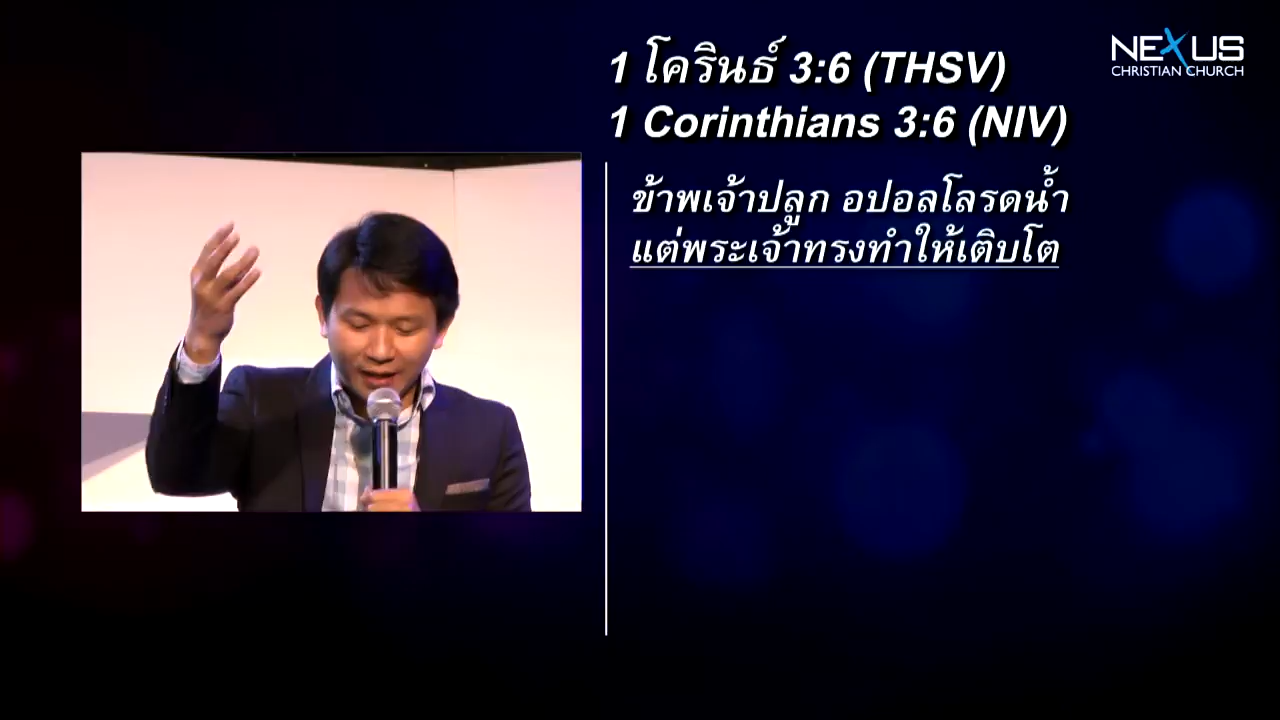 1 โครินธ์ 3:6 (THSV)
1 Corinthians 3:6 (NIV)
NEXUS
CHRISTIAN CHURCH
ข้าพเจ้าปลูก อปอลโลรดน้ำ
แต่พระเจ้าทรงทำให้เติบโต